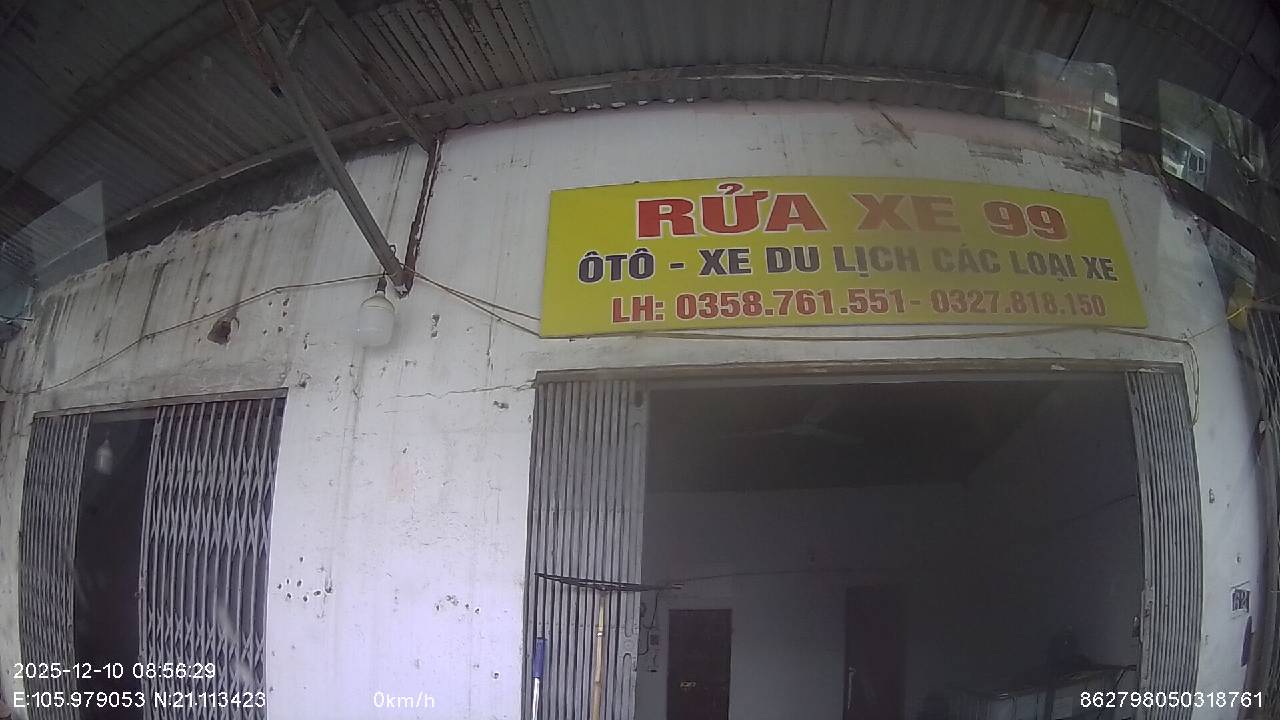 RỬA XE 99
ÔTÔ - XE DU LỊCH CÁC LOẠI XE
LH: 0358.761.551- 0327.818.150
2025-12-10 08:56:29
E:105.979053 N:21.113423 0km/h 862798050318761